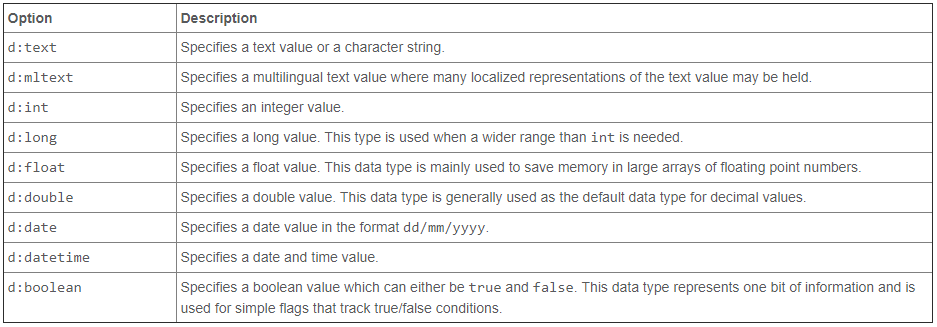 Option Description
d:text Specifies a text value or a character string.
d:mltext Specifies a multilingual text value where many localized representations of the text value may be held.
d:int Specifies an integer value.
d:long Specifies a long value. This type is used when a wider range than int is needed.
d:float Specifies a float value. This data type is mainly used to save memory in large arrays of floating point numbers.
d:double Specifies a double value. This data type is generally used as the default data type for decimal values.
d:date Specifies a date value in the format dd/mm/yyyy.
d:datetime Specifies a date and time value.
d:boolean Specifies a boolean value which can either be true and false. This data type represents one bit of information and is
used for simple flags that track true/false conditions.